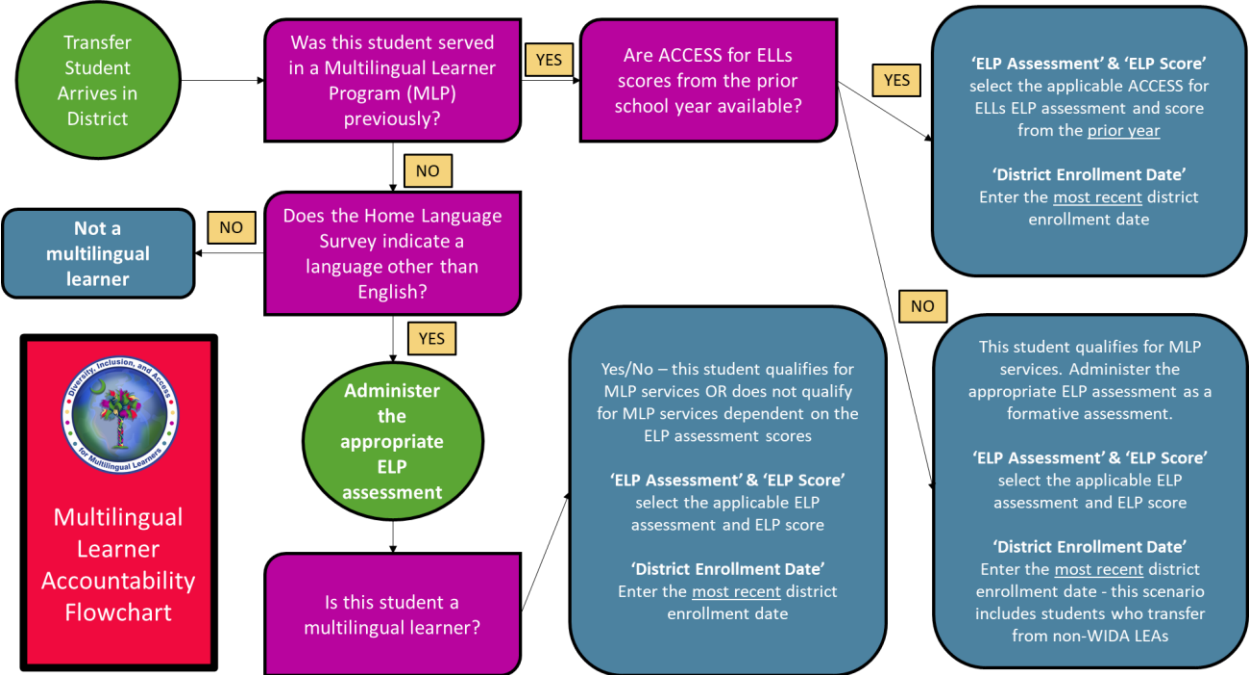 Transfer
Student
Arrives in
District
Was this student served
in a Multilingual Learner
Program (MLP)
previously?
YES
Are ACCESS for ELLs
scores from the prior
school year available?
YES
‘ELP Assessment’ & ‘ELP Score’
select the applicable ACCESS for
ELLs ELP assessment and score
from the prior year
‘District Enrollment Date’
Enter the most recent district
enrollment date
NO
Does the Home Language
Survey indicate a
language other than
English?
NO
Not a
multilingual
learner
YES
Administer
the
appropriate
ELP
assessment
Is this student a
multilingual learner?
Yes/No – this student qualifies for
MLP services OR does not qualify
for MLP services dependent on the
ELP assessment scores
‘ELP Assessment’ & ‘ELP Score’
select the applicable ELP
assessment and ELP score
‘District Enrollment Date’
Enter the most recent district
enrollment date
NO
This student qualifies for MLP
services. Administer the
appropriate ELP assessment as a
formative assessment.
‘ELP Assessment’ & ‘ELP Score’
select the applicable ELP
assessment and ELP score
‘District Enrollment Date’
Enter the most recent district
enrollment date - this scenario
includes students who transfer
from non-WIDA LEAs
Diversity, Inclusion, and Access
for Multilingual Learners
Multilingual
Learner
Accountability
Flowchart